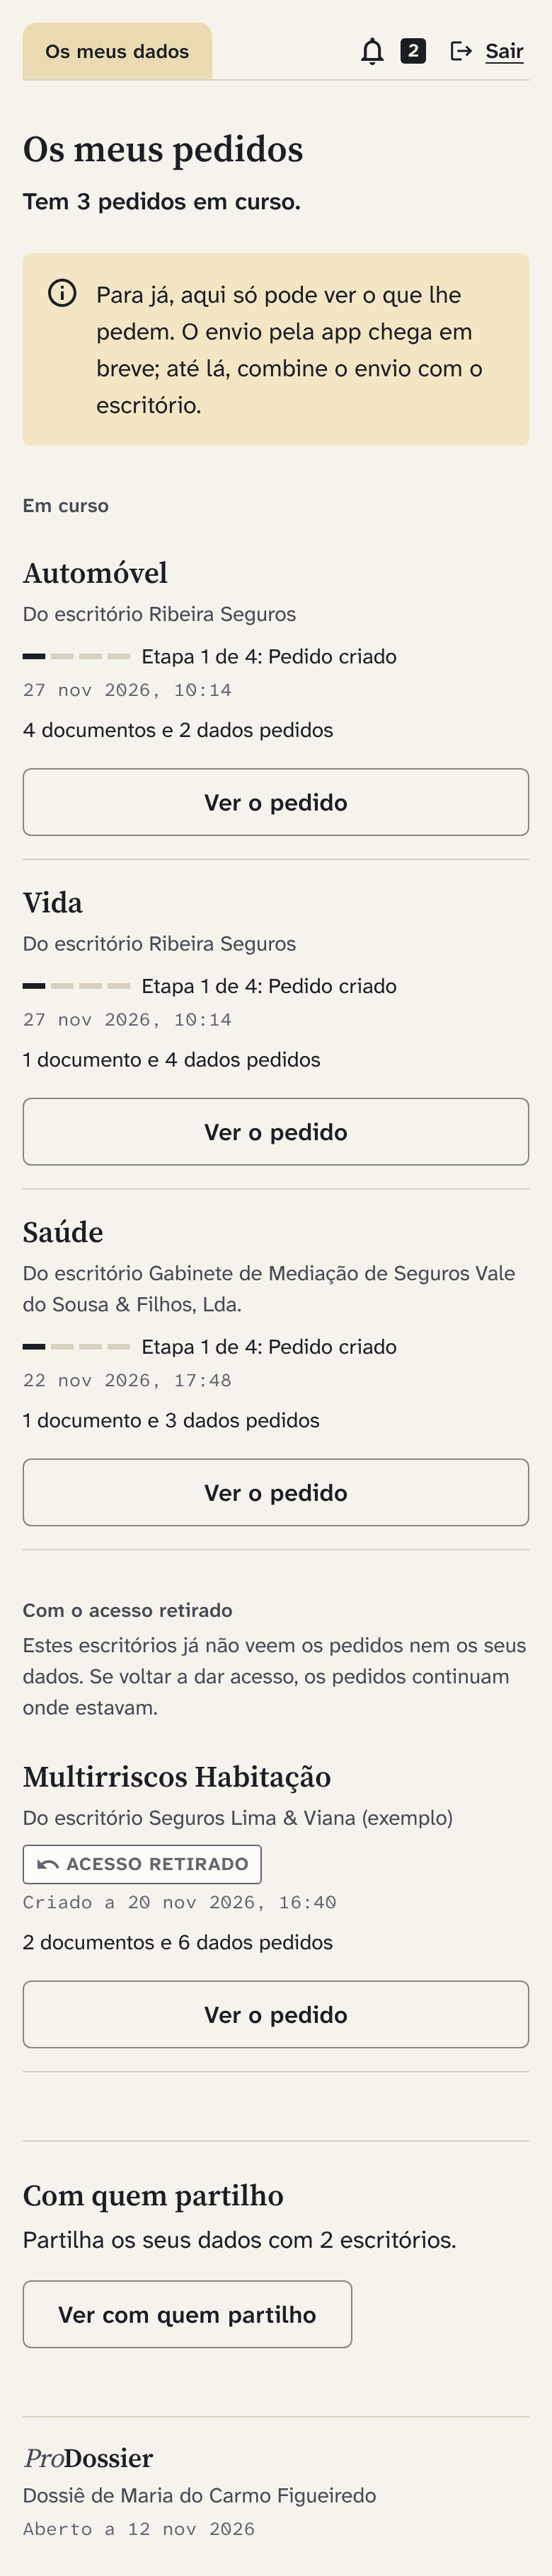 Os meus dados
2
Sair
Os meus pedidos
Tem 3 pedidos em curso.
Para já, aqui só pode ver o que lhe
pedem. O envio pela app chega em
breve; até lá, combine o envio com o
escritório.
Em curso
Automóvel
Do escritório Ribeira Seguros
Etapa 1 de 4: Pedido criado
27 nov 2026, 10:14
4 documentos e 2 dados pedidos
Ver o pedido
Vida
Do escritório Ribeira Seguros
Etapa 1 de 4: Pedido criado
27 nov 2026, 10:14
1 documento e 4 dados pedidos
Ver o pedido
Saúde
Do escritório Gabinete de Mediação de Seguros Vale
do Sousa & Filhos, Lda.
Etapa 1 de 4: Pedido criado
22 nov 2026, 17:48
1 documento e 3 dados pedidos
Ver o pedido
Com o acesso retirado
Estes escritórios já não veem os pedidos nem os seus
dados. Se voltar a dar acesso, os pedidos continuam
onde estavam.
Multirriscos Habitação
Do escritório Seguros Lima & Viana (exemplo)
ACESSO RETIRADO
Criado a 20 nov 2026, 16:40
2 documentos e 6 dados pedidos
Ver o pedido
Com quem partilho
Partilha os seus dados com 2 escritórios.
Ver com quem partilho
ProDossier
Dossiê de Maria do Carmo Figueiredo
Aberto a 12 nov 2026